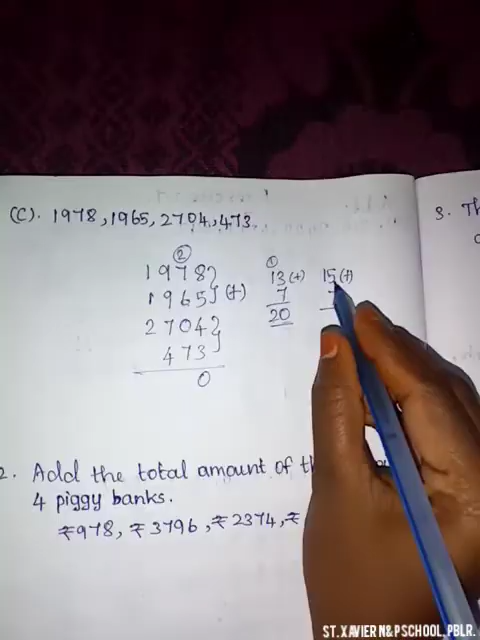 (C). 1978, 1965, 2704, 473
②
1978
1965 (+)
2704
473
0
①
13 (+)
7
20
15 (+)
3. Th
2. Add the total amount of
4 piggy banks.
₹978, ₹3796, ₹2374, ₹
ST.XAVIER N&P SCHOOL, PBLR.